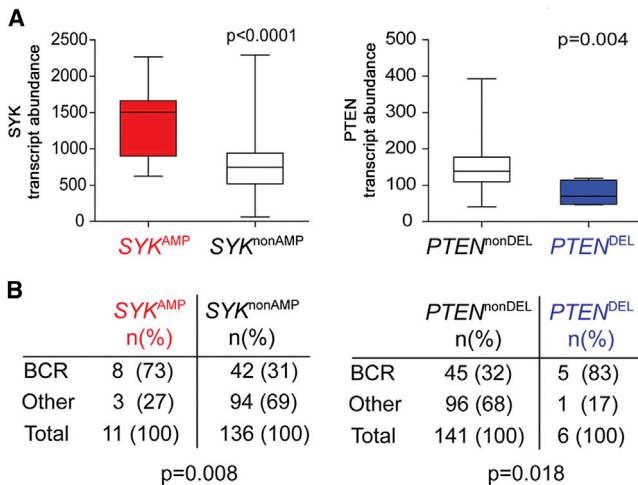 A
p<0.0001
2500
2000
1500
1000
500
0
SYK
transcript abundance
SYKAMP
SYKnonAMP
p=0.004
500
400
300
200
100
0
PTEN
transcript abundance
PTENnonDEL
PTENDEL
B
SYKAMP SYKnonAMP
n(%) n(%)
BCR 8 (73) 42 (31)
Other 3 (27) 94 (69)
Total 11 (100) 136 (100)
p=0.008
PTENnonDEL PTENDEL
n(%) n(%)
BCR 45 (32) 5 (83)
Other 96 (68) 1 (17)
Total 141 (100) 6 (100)
p=0.018